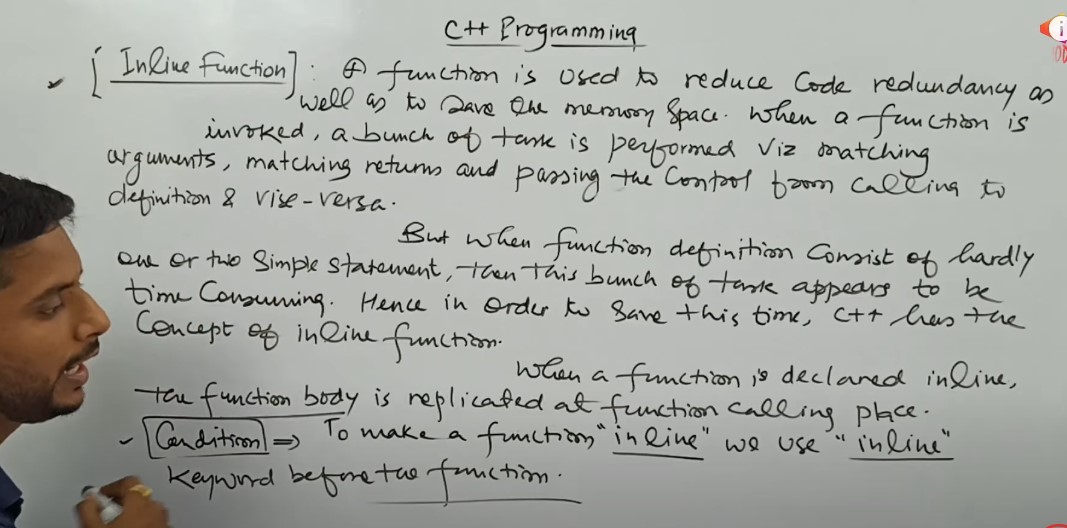 C++ Programming
[Inline Function] : A function is used to reduce Code redundancy as
well as to save the memory space. When a function is
invoked, a bunch of task is performed viz matching
arguments, matching returns and passing the Control from calling to
definition & vise-versa.
But when function definition Consist of hardly
one or two Simple statement, then this bunch of task appears to be
time Consuming. Hence in order to save this time, C++ has the
Concept of inline function.
When a function is declared inline,
the function body is replicated at function calling place.
Condition => To make a function "inline" we use "inline"
Keyword before the function.